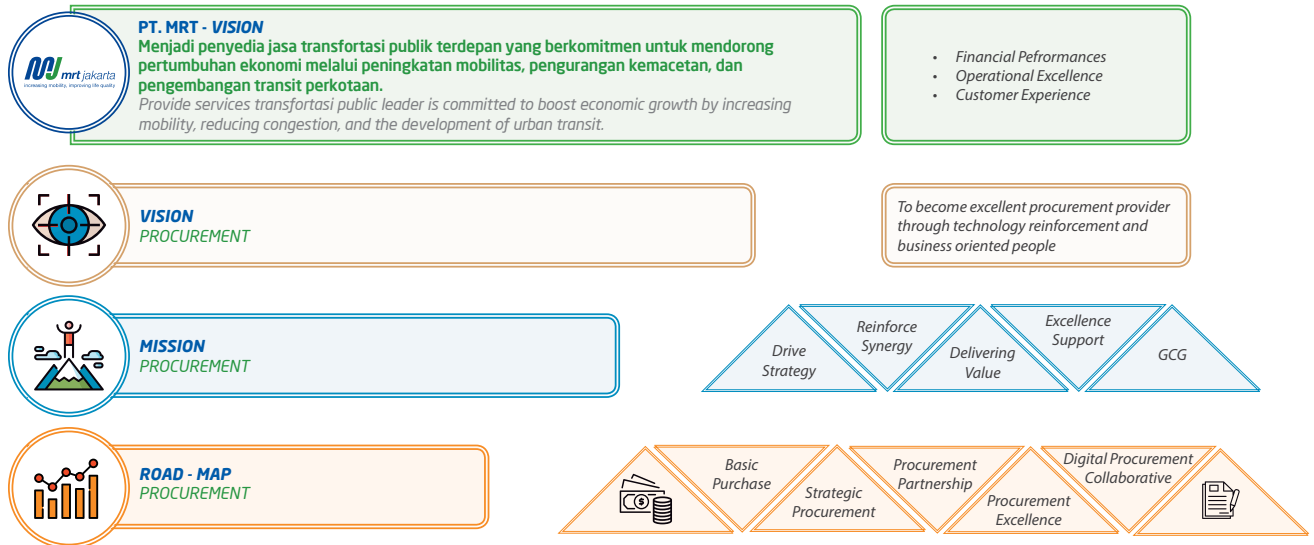 PT. MRT - VISION
Menjadi penyedia jasa transfortasi publik terdepan yang berkomitmen untuk mendorong
pertumbuhan ekonomi melalui peningkatan mobilitas, pengurangan kemacetan, dan
pengembangan transit perkotaan.
Provide services transfortasi public leader is committed to boost economic growth by increasing
mobility, reducing congestion, and the development of urban transit.
mrt jakarta
increasing mobility, improving life quality
• Financial Peformances
• Operational Excellence
• Customer Experience
VISION
PROCUREMENT
To become excellent procurement provider
through technology reinforcement and
business oriented people
MISSION
PROCUREMENT
Drive
Strategy
Reinforce
Synergy
Delivering
Value
Excellence
Support
GCG
ROAD - MAP
PROCUREMENT
Basic
Purchase
Strategic
Procurement
Procurement
Partnership
Procurement
Excellence
Digital Procurement
Collaborative